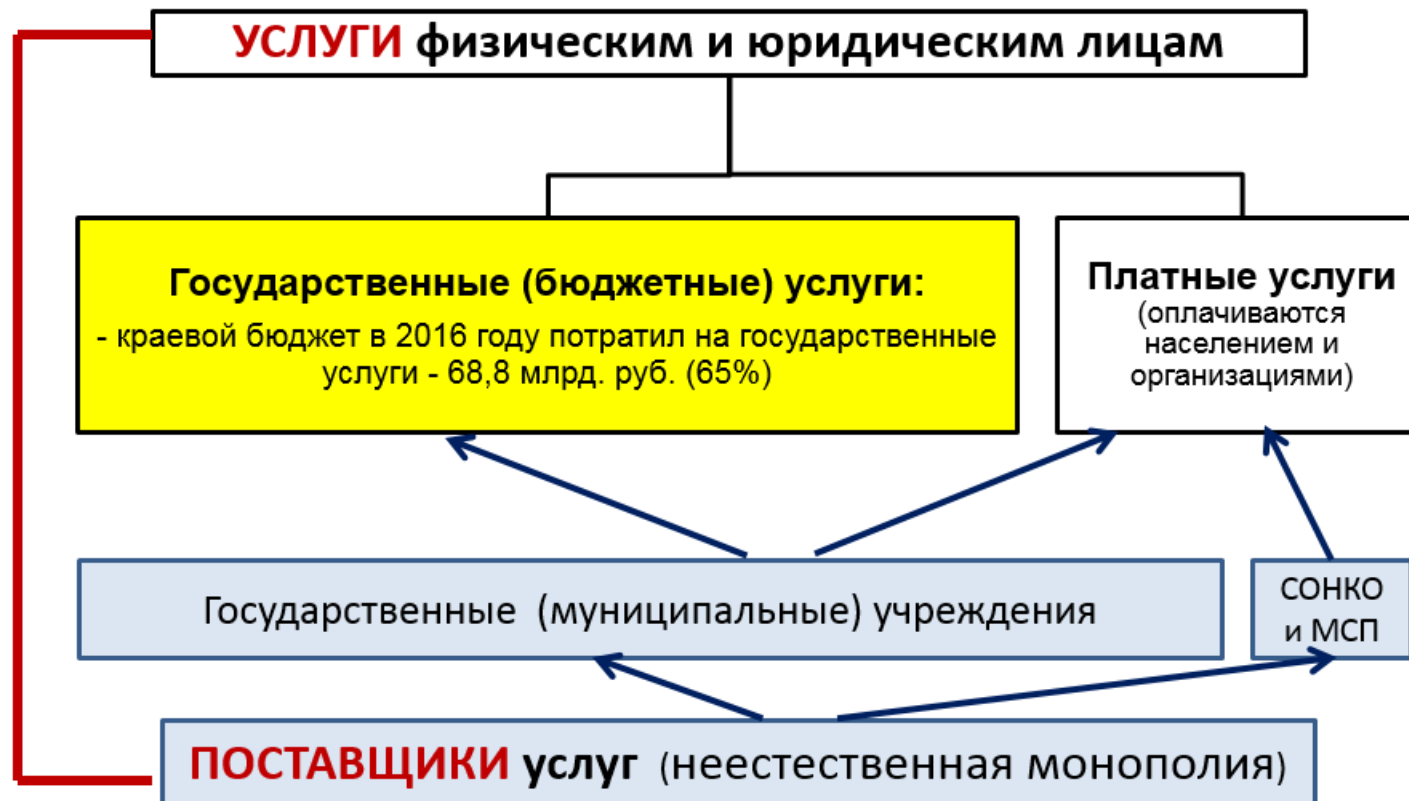 УСЛУГИ физическим и юридическим лицам
Государственные (бюджетные) услуги:
- краевой бюджет в 2016 году потратил на государственные
услуги - 68,8 млрд. руб. (65%)
Платные услуги
(оплачиваются
населением и
организациями)
Государственные (муниципальные) учреждения
СОНКО
и МСП
ПОСТАВЩИКИ услуг (неестественная монополия)